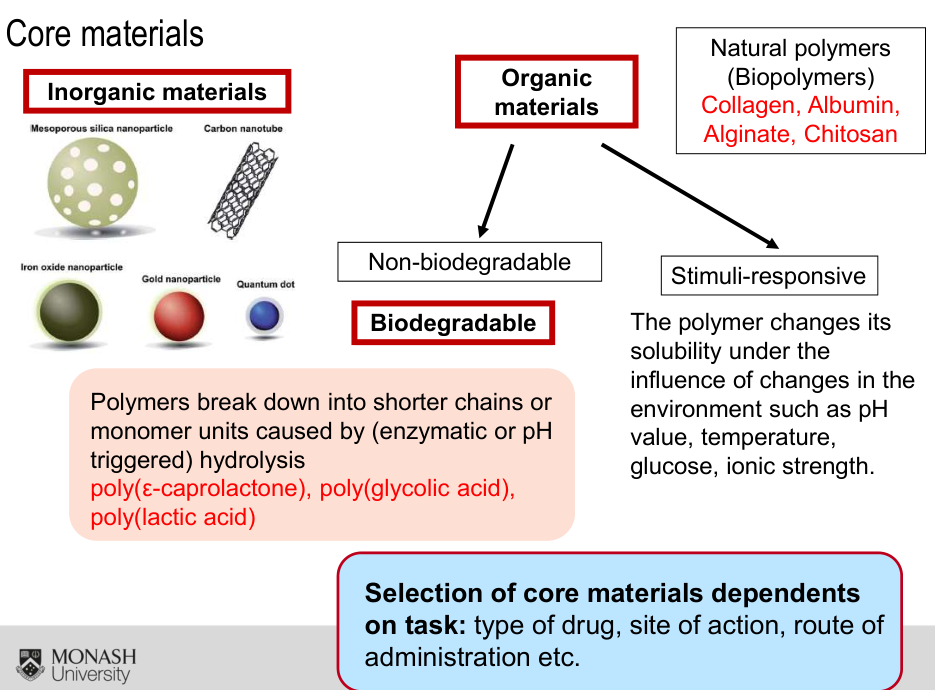 Core materials
Inorganic materials
Mesoporous silica nanoparticle
Carbon nanotube
Iron oxide nanoparticle
Gold nanoparticle
Quantum dot
Organic
materials
Natural polymers
(Biopolymers)
Collagen, Albumin,
Alginate, Chitosan
Non-biodegradable
Biodegradable
Stimuli-responsive
The polymer changes its
solubility under the
influence of changes in the
environment such as pH
value, temperature,
glucose, ionic strength.
Polymers break down into shorter chains or
monomer units caused by (enzymatic or pH
triggered) hydrolysis
poly(ε-caprolactone), poly(glycolic acid),
poly(lactic acid)
Selection of core materials dependents
on task: type of drug, site of action, route of
administration etc.
MONASH
University